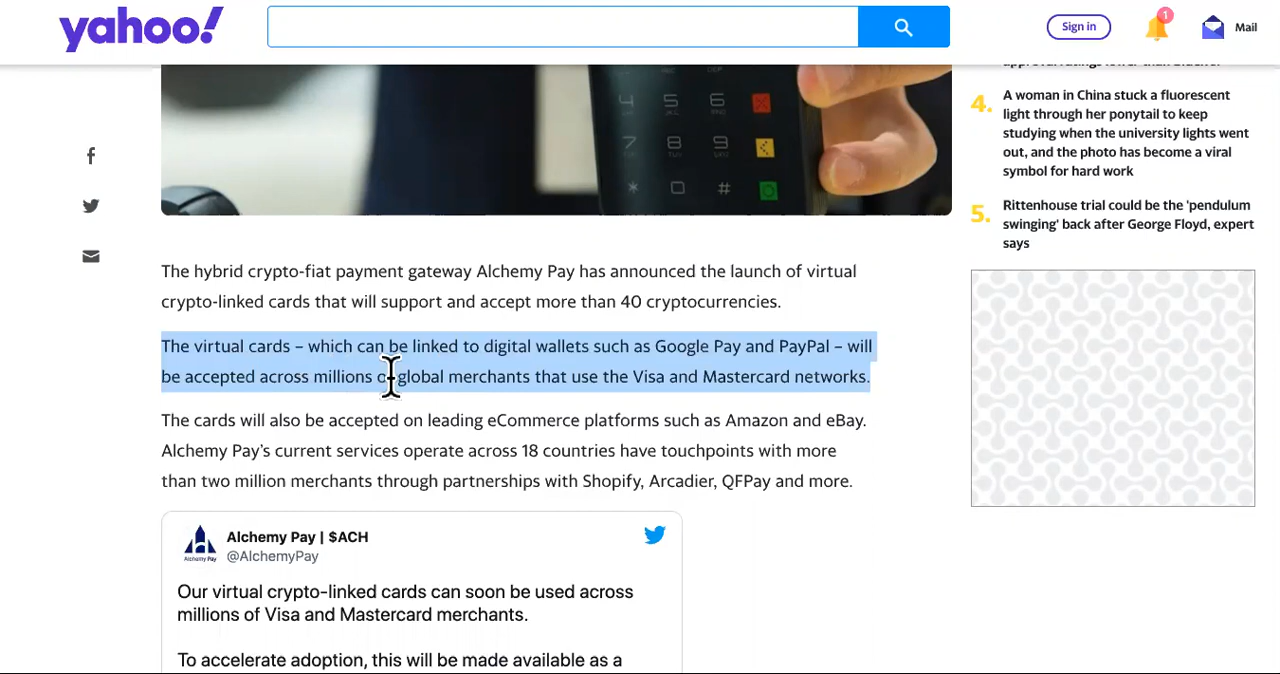 yahoo!
Sign in
1
Mail
4.
A woman in China stuck a fluorescent
light through her ponytail to keep
studying when the university lights went
out, and the photo has become a viral
symbol for hard work
5.
Rittenhouse trial could be the 'pendulum
swinging' back after George Floyd, expert
says
4 5 6
7 8 9
* #
The hybrid crypto-fiat payment gateway Alchemy Pay has announced the launch of virtual
crypto-linked cards that will support and accept more than 40 cryptocurrencies.
The virtual cards – which can be linked to digital wallets such as Google Pay and PayPal – will
be accepted across millions of global merchants that use the Visa and Mastercard networks.
The cards will also be accepted on leading eCommerce platforms such as Amazon and eBay.
Alchemy Pay's current services operate across 18 countries have touchpoints with more
than two million merchants through partnerships with Shopify, Arcadier, QFPay and more.
Alchemy Pay | $ACH
@AlchemyPay
Alchemy Pay
Our virtual crypto-linked cards can soon be used across
millions of Visa and Mastercard merchants.
To accelerate adoption, this will be made available as a